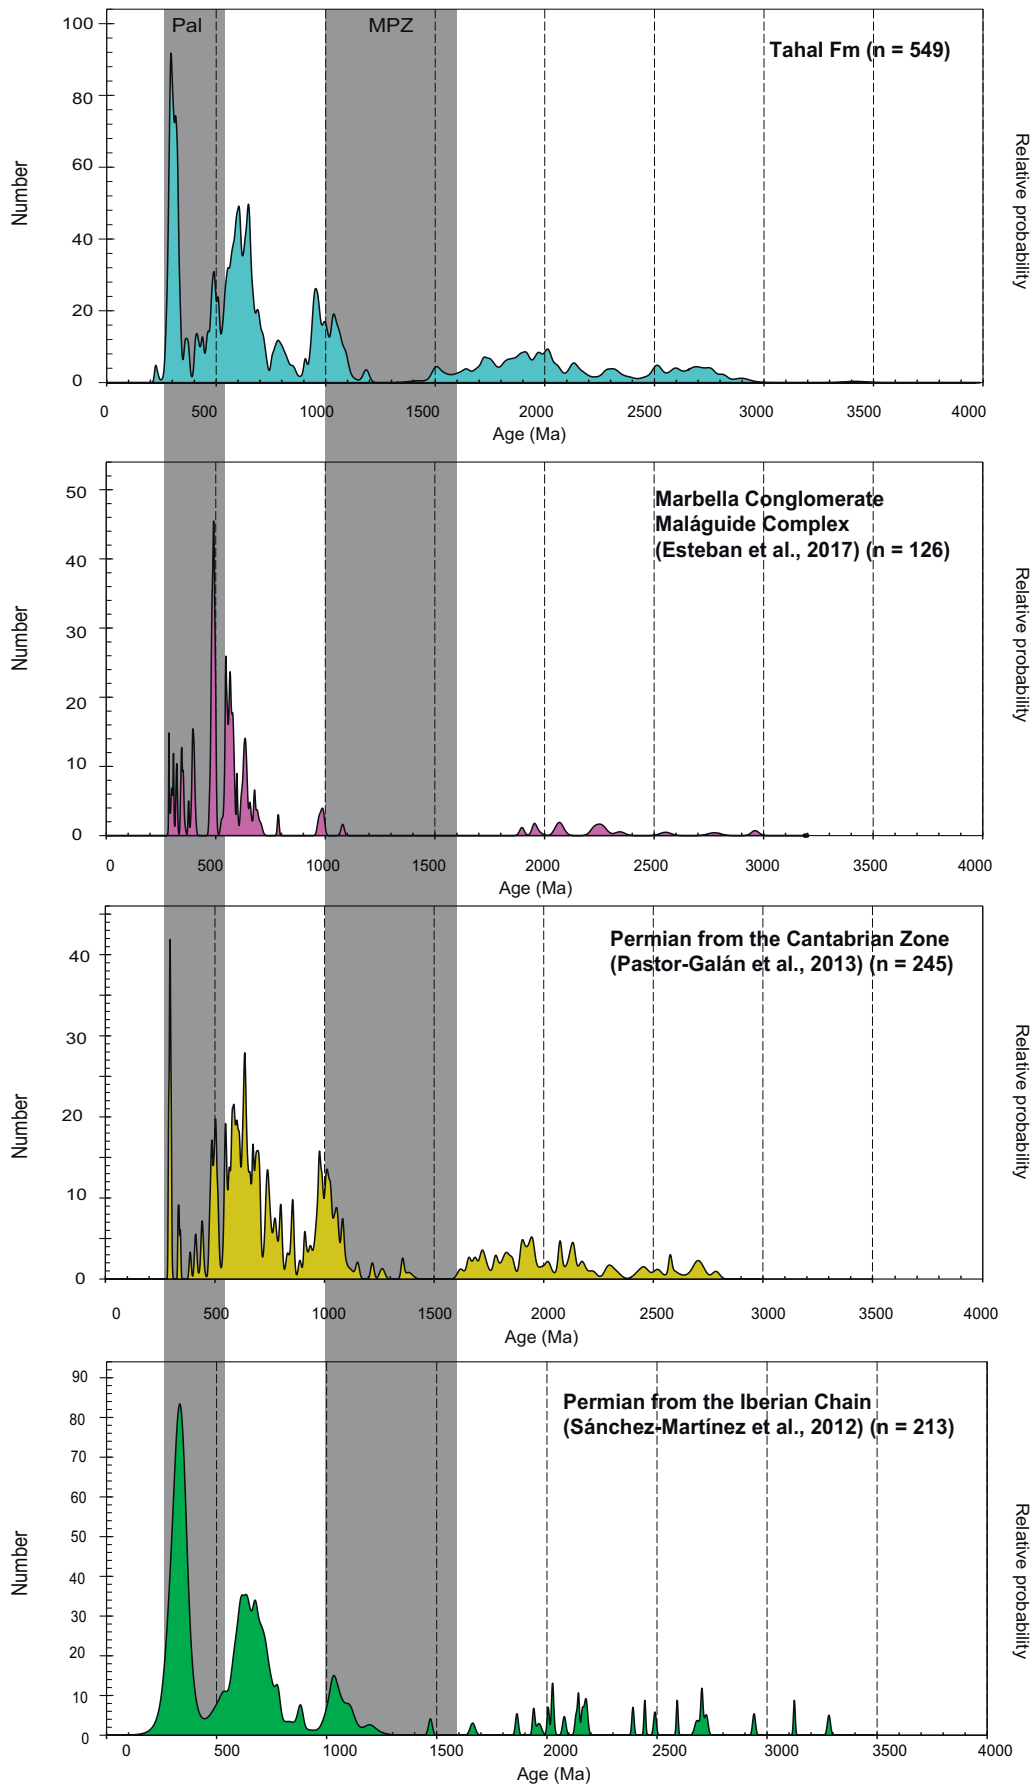 Pal
MPZ
Tahal Fm (n = 549)
100
80
60
40
20
0
Number
Relative probability
0 500 1000 1500 2000 2500 3000 3500 4000
Age (Ma)
Marbella Conglomerate
Maláguide Complex
(Esteban et al., 2017) (n = 126)
50
40
30
20
10
0
Number
Relative probability
0 500 1000 1500 2000 2500 3000 3500 4000
Age (Ma)
Permian from the Cantabrian Zone
(Pastor-Galán et al., 2013) (n = 245)
40
30
20
10
0
Number
Relative probability
0 500 1000 1500 2000 2500 3000 3500 4000
Age (Ma)
Permian from the Iberian Chain
(Sánchez-Martínez et al., 2012) (n = 213)
90
80
70
60
50
40
30
20
10
0
Number
Relative probability
0 500 1000 1500 2000 2500 3000 3500 4000
Age (Ma)